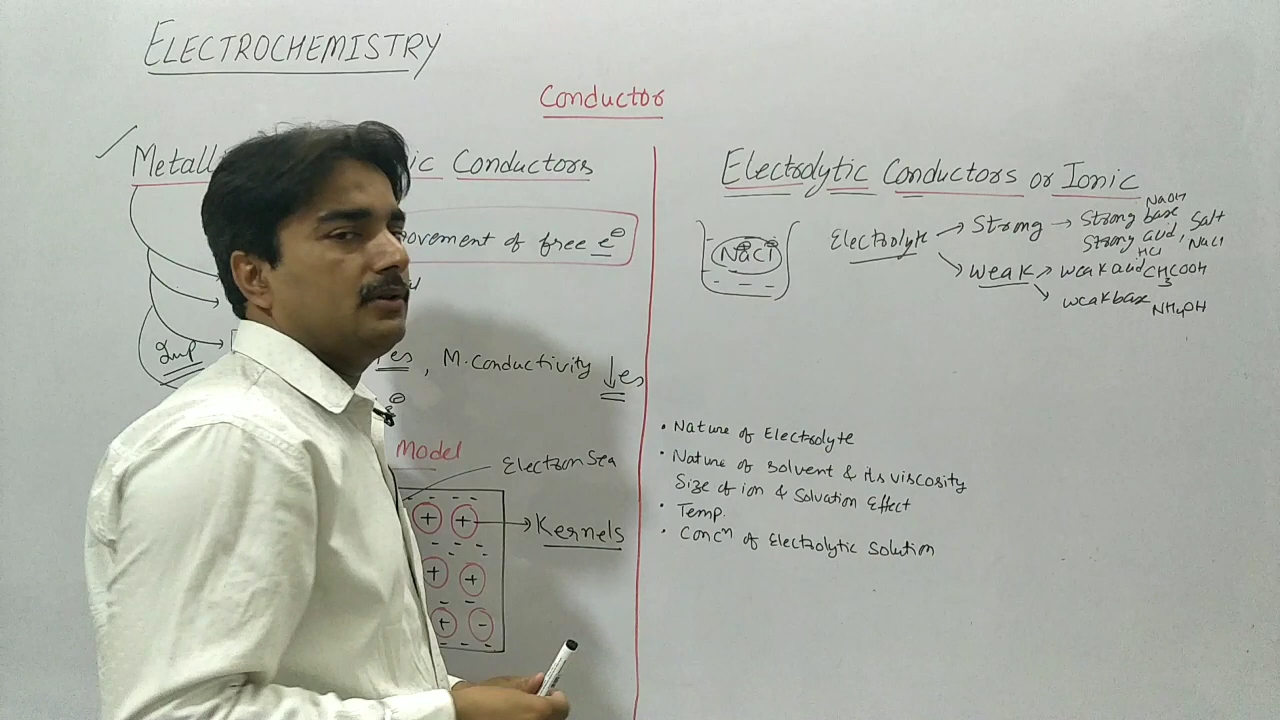 ELECTROCHEMISTRY
Conductor
Metall ic Conductors
ovement of free e⊖
Imp
es , M.conductivity ↓es
Model
Electron Sea
Kernels
Electrolytic Conductors or Ionic
NaCl
Electrolyte → Strong → Strong base NaOH
Strong acid HCl , Salt NaCl
Weak → weak acid CH3COOH
weak base NH4OH
• Nature of Electrolyte
• Nature of solvent & its viscosity
Size of ion & Solvation Effect
• Temp.
• Concn of Electrolytic Solution